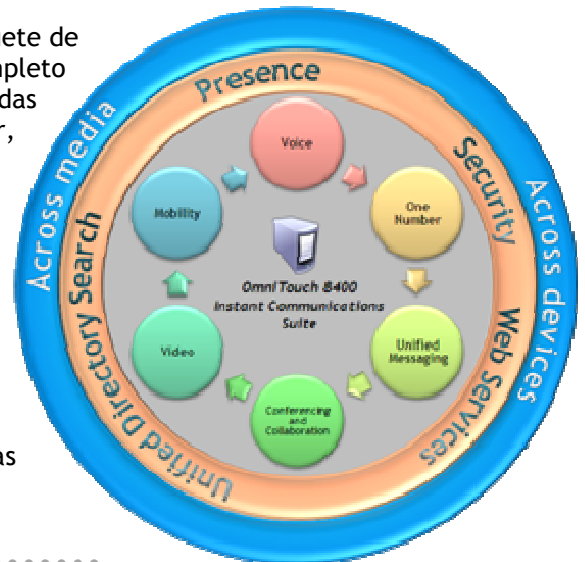 uete de
npleto
das
r,
as
Presence
Security
Web Services
Unified Directory Search
Across media
Across devices
Voice
One
Number
Unified
Messaging
Conferencing
and
Collaboration
Video
Mobility
Omni Touch 8400
Instant Communications
Suite